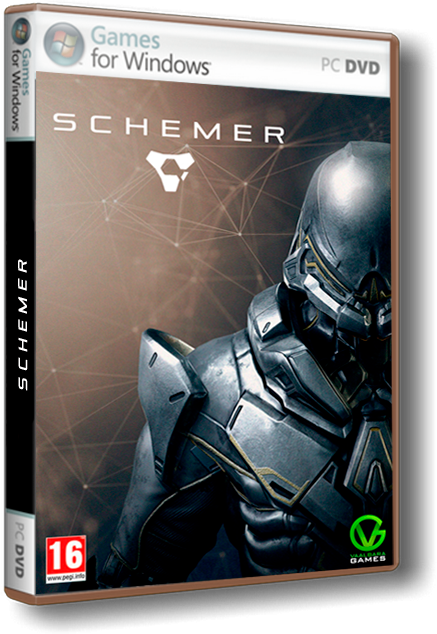 Games
for Windows
PC DVD
Games
for Windows
SCHEMER
SCHEMER
PC DVD
16
www.pegi.info
GAMES